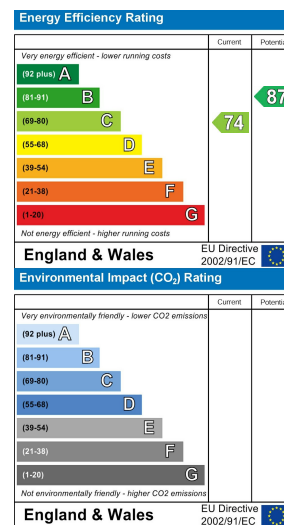 Energy Efficiency Rating
Current Potentia
Very energy efficient - lower running costs
(92 plus) A
(81-91) B 87
(69-80) C 74
(55-68) D
(39-54) E
(21-38) F
(1-20) G
Not energy efficient - higher running costs
England & Wales EU Directive 2002/91/EC
Environmental Impact (CO₂) Rating
Current Potentia
Very environmentally friendly - lower CO2 emissions
(92 plus) A
(81-91) B
(69-80) C
(55-68) D
(39-54) E
(21-38) F
(1-20) G
Not environmentally friendly - higher CO2 emissions
England & Wales EU Directive 2002/91/EC